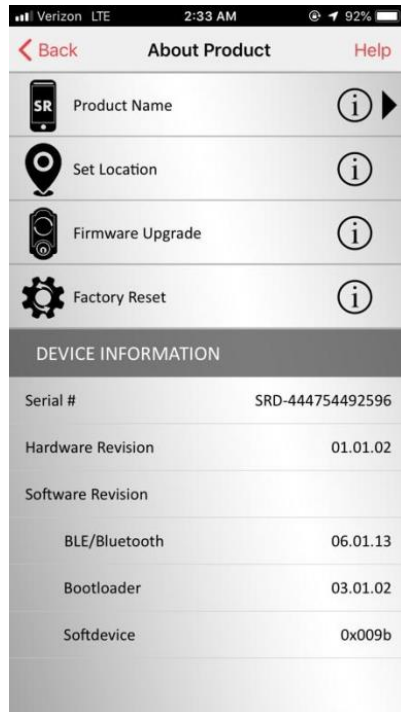 Verizon LTE 2:33 AM 92%
Back About Product Help
SR Product Name i
Set Location i
Firmware Upgrade i
Factory Reset i
DEVICE INFORMATION
Serial # SRD-444754492596
Hardware Revision 01.01.02
Software Revision
BLE/Bluetooth 06.01.13
Bootloader 03.01.02
Softdevice 0x009b